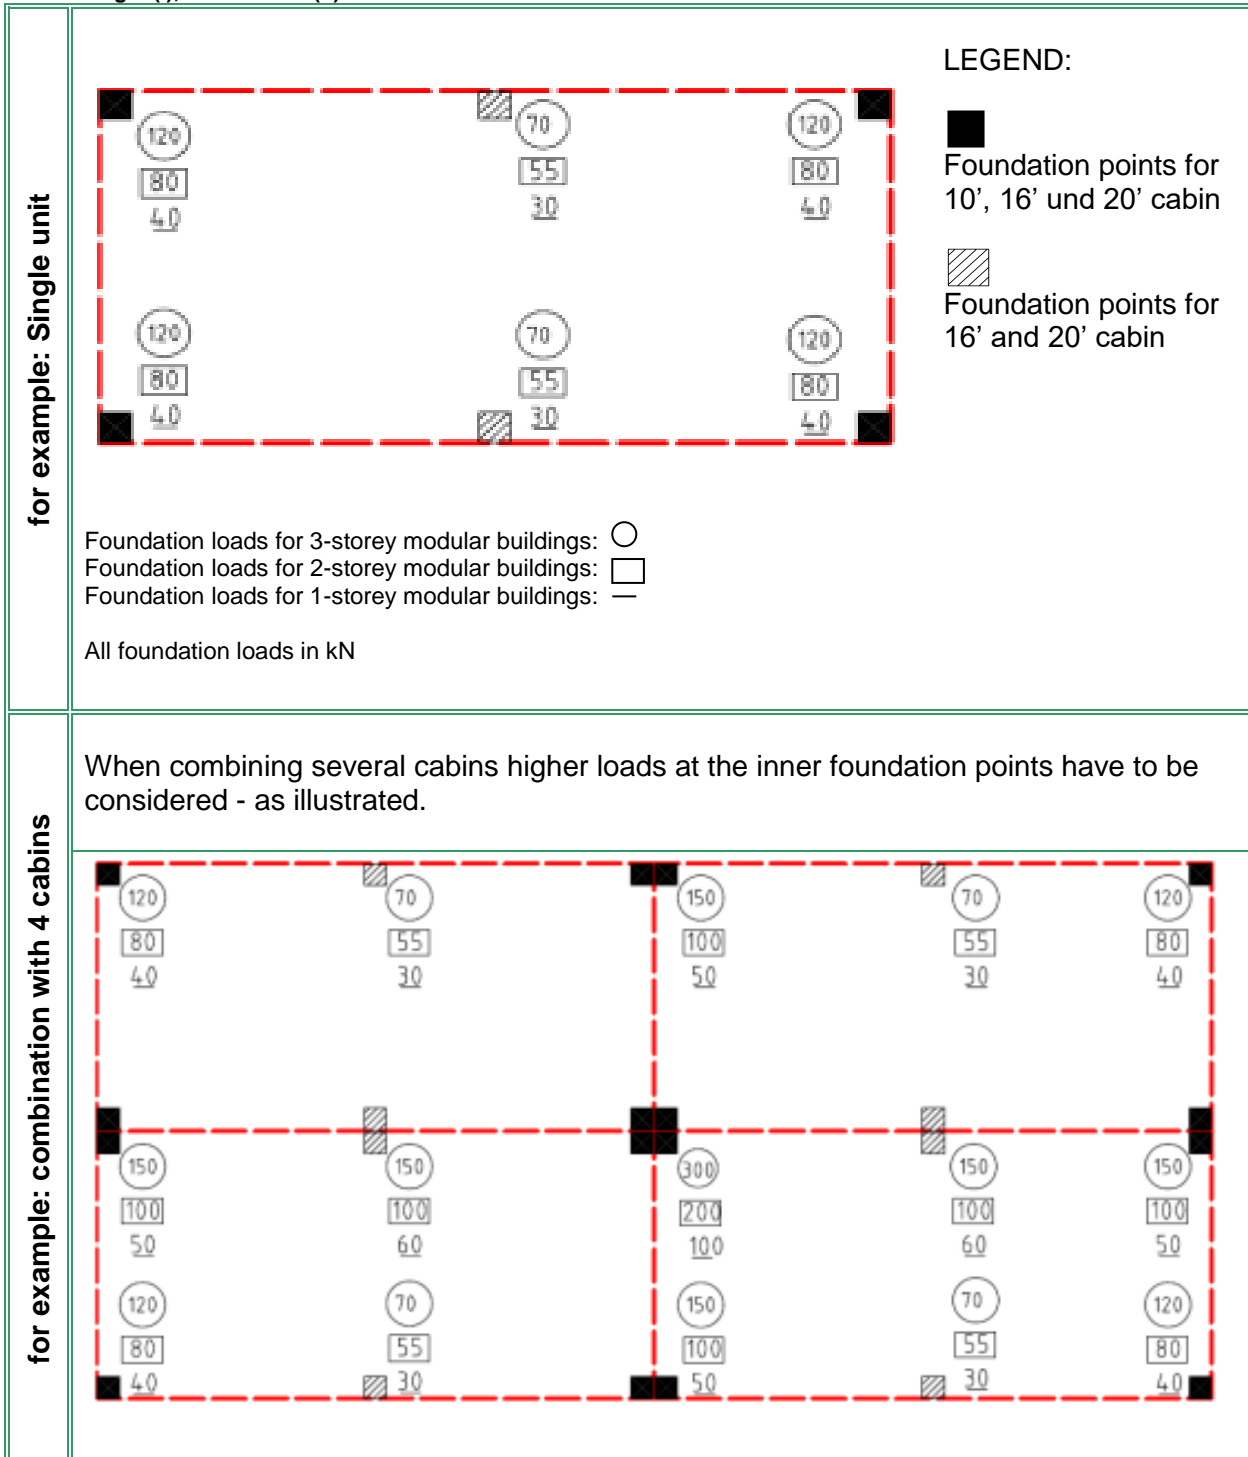 for example: Single unit
LEGEND:
Foundation points for
10’, 16’ und 20’ cabin
Foundation points for
16’ and 20’ cabin
120 70 120
80 55 80
40 30 40
120 70 120
80 55 80
40 30 40
Foundation loads for 3-storey modular buildings:
Foundation loads for 2-storey modular buildings:
Foundation loads for 1-storey modular buildings:
All foundation loads in kN
for example: combination with 4 cabins
When combining several cabins higher loads at the inner foundation points have to be
considered - as illustrated.
120 70 150 70 120
80 55 100 55 80
40 30 50 30 40
150 150 300 150 150
100 100 200 100 100
50 60 100 60 50
120 70 150 70 120
80 55 100 55 80
40 30 50 30 40